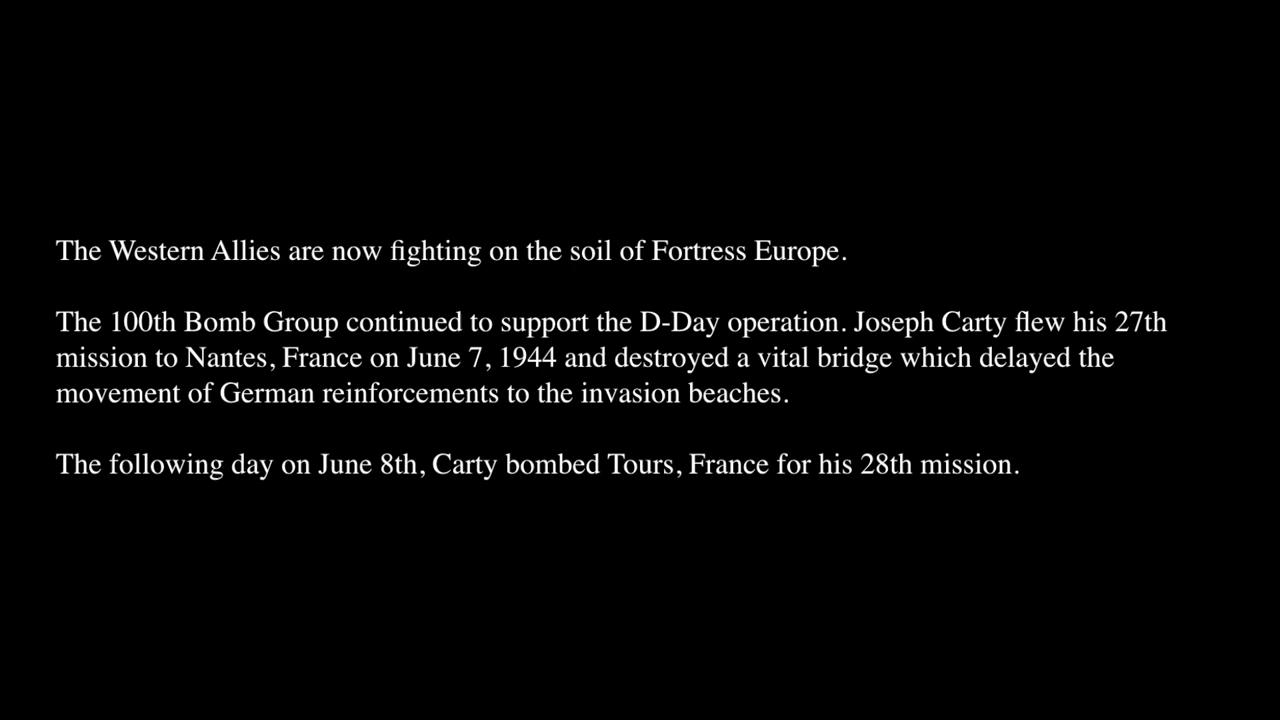 The Western Allies are now fighting on the soil of Fortress Europe.
The 100th Bomb Group continued to support the D-Day operation. Joseph Carty flew his 27th
mission to Nantes, France on June 7, 1944 and destroyed a vital bridge which delayed the
movement of German reinforcements to the invasion beaches.
The following day on June 8th, Carty bombed Tours, France for his 28th mission.